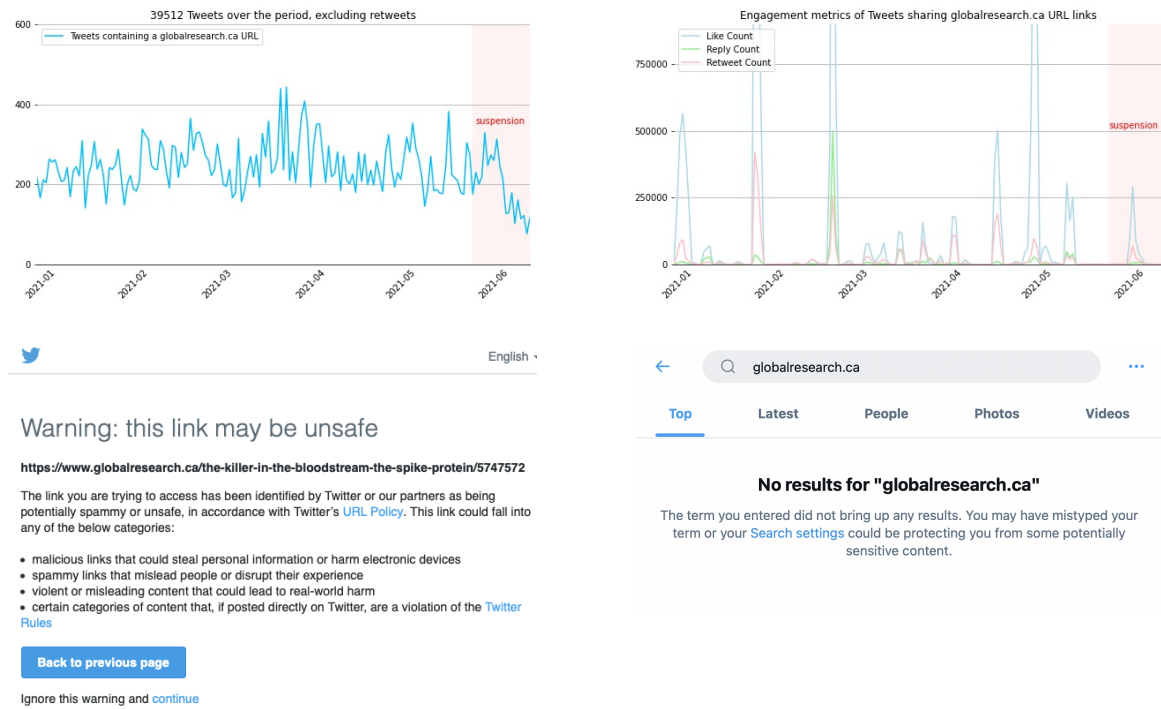 39512 Tweets over the period, excluding retweets
600
Tweets containing a globalresearch.ca URL
400
suspension
200
0
2021-01
2021-02
2021-03
2021-04
2021-05
2021-06
Engagement metrics of Tweets sharing globalresearch.ca URL links
Like Count
Reply Count
Retweet Count
750000
500000
suspension
250000
0
2021-01
2021-02
2021-03
2021-04
2021-05
2021-06
English
Warning: this link may be unsafe
https://www.globalresearch.ca/the-killer-in-the-bloodstream-the-spike-protein/5747572
The link you are trying to access has been identified by Twitter or our partners as being
potentially spammy or unsafe, in accordance with Twitter's URL Policy. This link could fall into
any of the below categories:
• malicious links that could steal personal information or harm electronic devices
• spammy links that mislead people or disrupt their experience
• violent or misleading content that could lead to real-world harm
• certain categories of content that, if posted directly on Twitter, are a violation of the Twitter
Rules
Back to previous page
Ignore this warning and continue
globalresearch.ca
Top Latest People Photos Videos
No results for "globalresearch.ca"
The term you entered did not bring up any results. You may have mistyped your
term or your Search settings could be protecting you from some potentially
sensitive content.